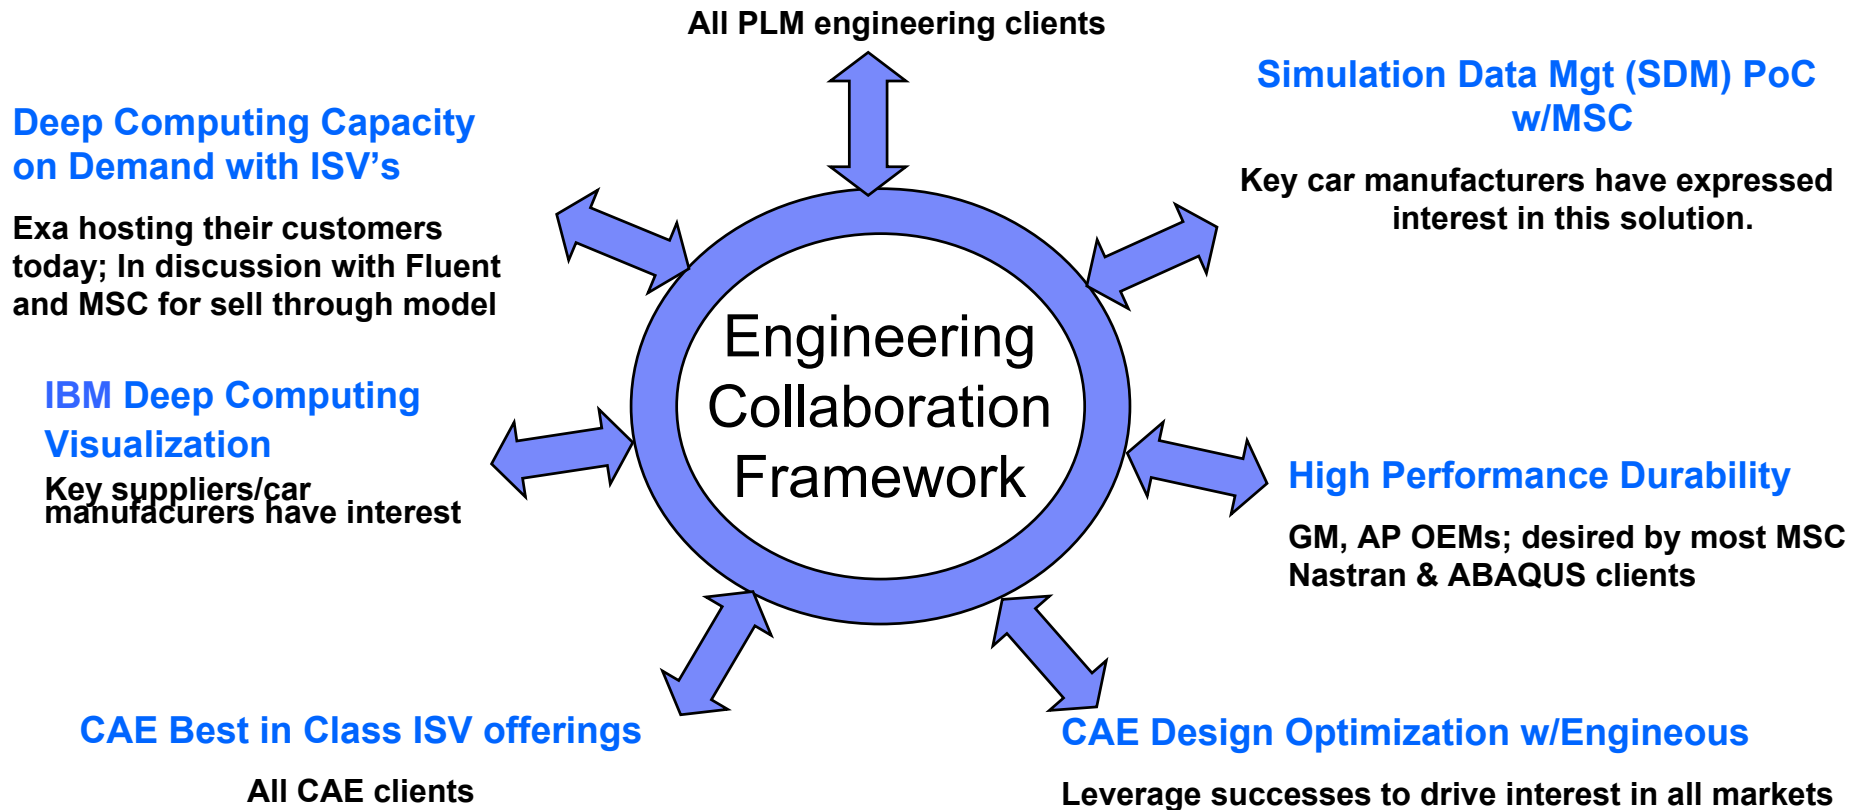 All PLM engineering clients
Simulation Data Mgt (SDM) PoC
w/MSC
Key car manufacturers have expressed
interest in this solution.
Deep Computing Capacity
on Demand with ISV’s
Exa hosting their customers
today; In discussion with Fluent
and MSC for sell through model
Engineering
Collaboration
Framework
IBM Deep Computing
Visualization
Key suppliers/car
manufacurers have interest
High Performance Durability
GM, AP OEMs; desired by most MSC
Nastran & ABAQUS clients
CAE Best in Class ISV offerings
All CAE clients
CAE Design Optimization w/Engineous
Leverage successes to drive interest in all markets